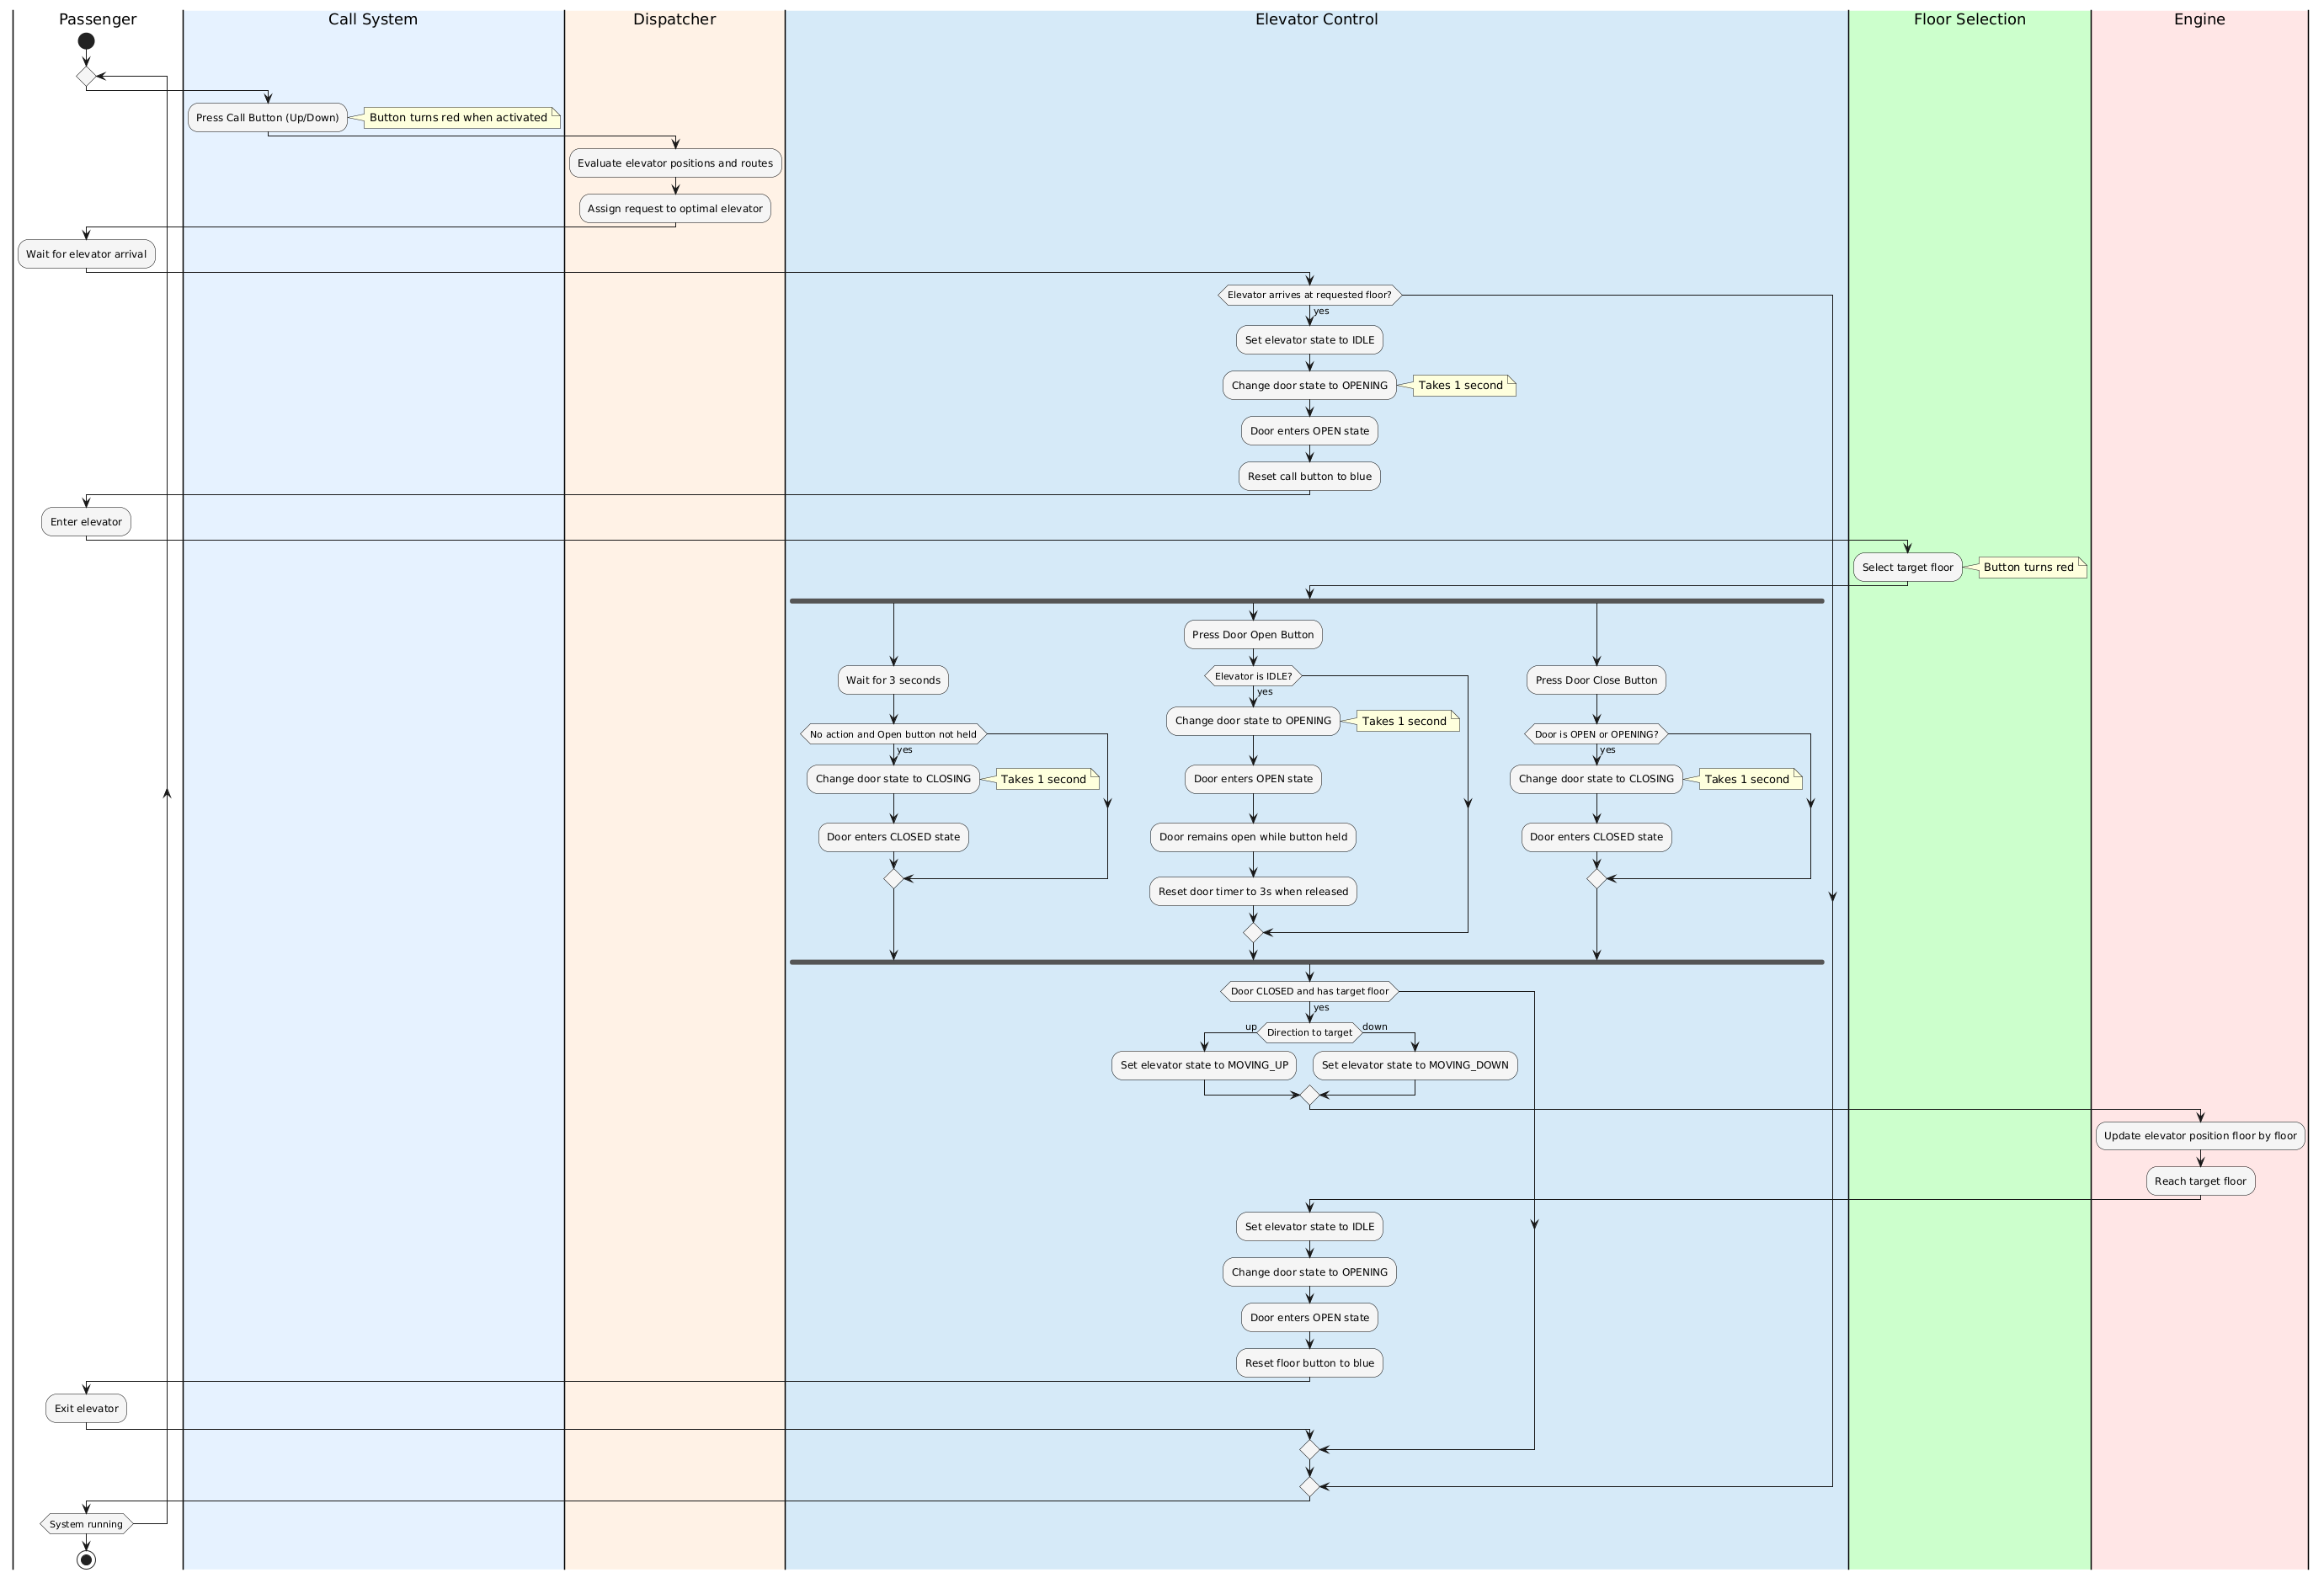 Passenger
Call System
Dispatcher
Elevator Control
Floor Selection
Engine
Press Call Button (Up/Down)
Button turns red when activated
Evaluate elevator positions and routes
Assign request to optimal elevator
Wait for elevator arrival
Elevator arrives at requested floor?
yes
Set elevator state to IDLE
Change door state to OPENING
Takes 1 second
Door enters OPEN state
Reset call button to blue
Enter elevator
Select target floor
Button turns red
Wait for 3 seconds
No action and Open button not held
yes
Change door state to CLOSING
Takes 1 second
Door enters CLOSED state
Press Door Open Button
Elevator is IDLE?
yes
Change door state to OPENING
Takes 1 second
Door enters OPEN state
Door remains open while button held
Reset door timer to 3s when released
Press Door Close Button
Door is OPEN or OPENING?
yes
Change door state to CLOSING
Takes 1 second
Door enters CLOSED state
Door CLOSED and has target floor
yes
up
Direction to target
down
Set elevator state to MOVING_UP
Set elevator state to MOVING_DOWN
Update elevator position floor by floor
Reach target floor
Set elevator state to IDLE
Change door state to OPENING
Door enters OPEN state
Reset floor button to blue
Exit elevator
System running